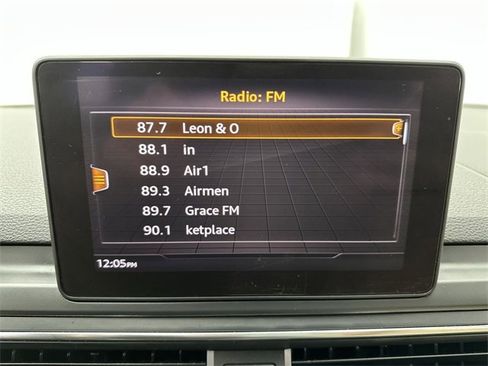 Radio: FM
87.7 Leon & O
88.1 in
88.9 Air1
89.3 Airmen
89.7 Grace FM
90.1 ketplace
12:05PM